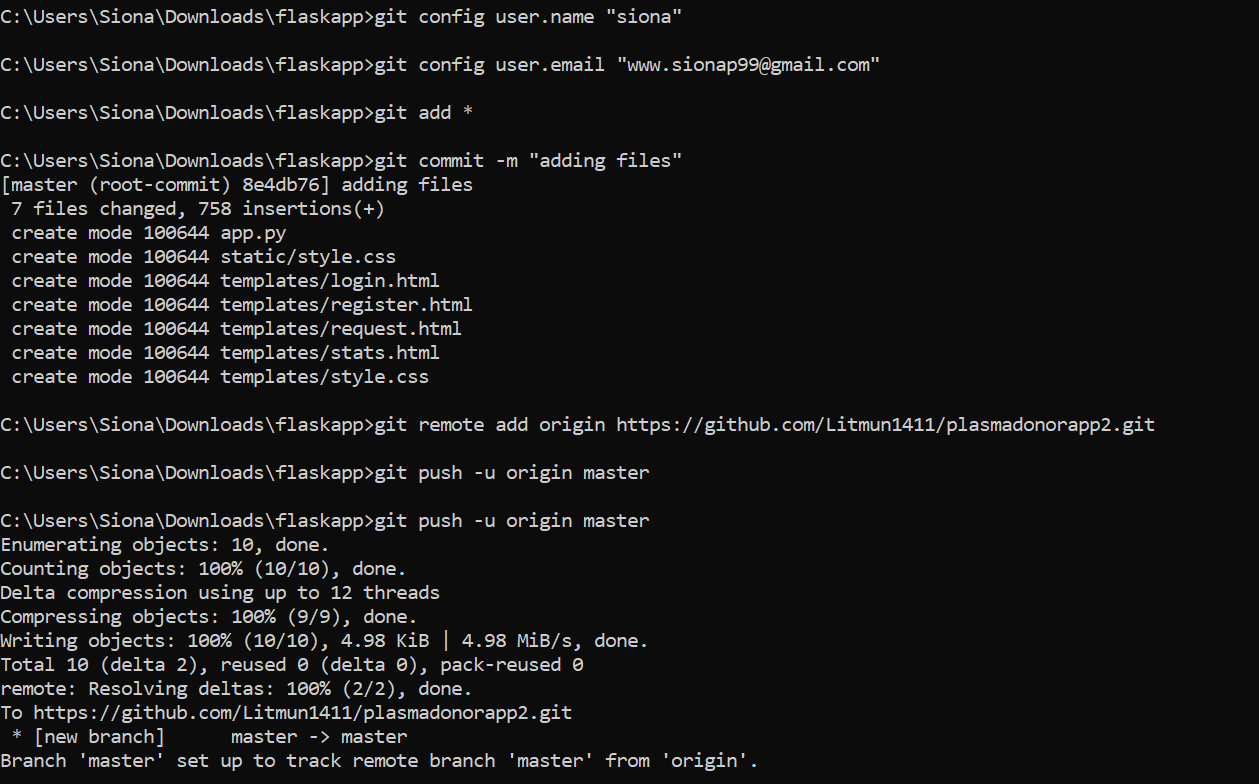 C:\Users\Siona\Downloads\flaskapp>git config user.name "siona"
C:\Users\Siona\Downloads\flaskapp>git config user.email "www.sionap99@gmail.com"
C:\Users\Siona\Downloads\flaskapp>git add *
C:\Users\Siona\Downloads\flaskapp>git commit -m "adding files"
[master (root-commit) 8e4db76] adding files
 7 files changed, 758 insertions(+)
 create mode 100644 app.py
 create mode 100644 static/style.css
 create mode 100644 templates/login.html
 create mode 100644 templates/register.html
 create mode 100644 templates/request.html
 create mode 100644 templates/stats.html
 create mode 100644 templates/style.css
C:\Users\Siona\Downloads\flaskapp>git remote add origin https://github.com/Litmun1411/plasmadonorapp2.git
C:\Users\Siona\Downloads\flaskapp>git push -u origin master
C:\Users\Siona\Downloads\flaskapp>git push -u origin master
Enumerating objects: 10, done.
Counting objects: 100% (10/10), done.
Delta compression using up to 12 threads
Compressing objects: 100% (9/9), done.
Writing objects: 100% (10/10), 4.98 KiB | 4.98 MiB/s, done.
Total 10 (delta 2), reused 0 (delta 0), pack-reused 0
remote: Resolving deltas: 100% (2/2), done.
To https://github.com/Litmun1411/plasmadonorapp2.git
 * [new branch]      master -> master
Branch 'master' set up to track remote branch 'master' from 'origin'.